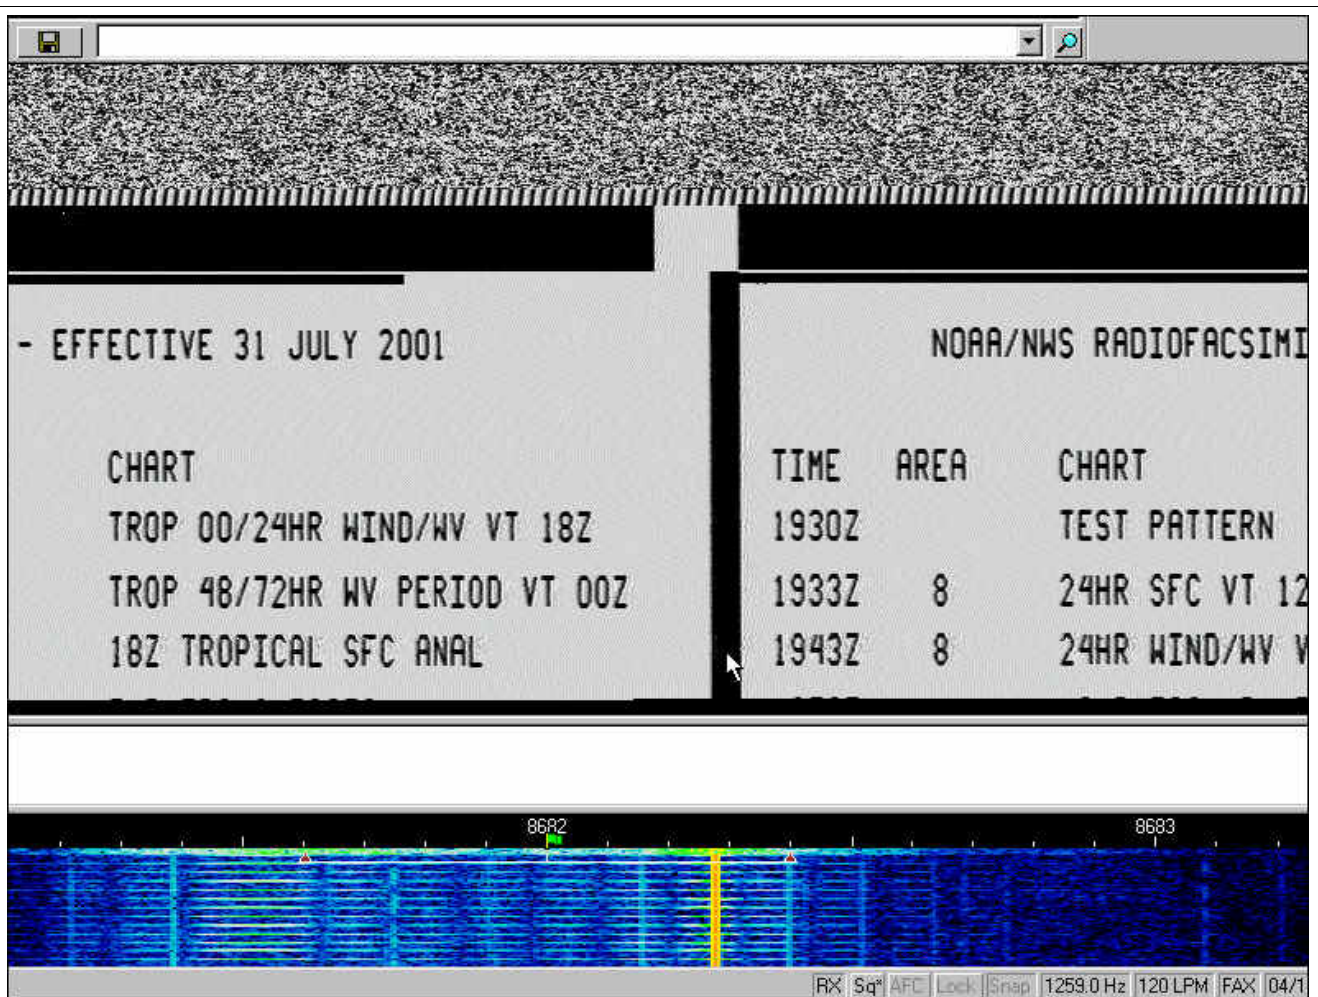 - EFFECTIVE 31 JULY 2001
NOAA/NWS RADIOFACSIMI
CHART
TIME AREA CHART
TROP 00/24HR WIND/WV VT 18Z
1930Z TEST PATTERN
TROP 48/72HR WV PERIOD VT 00Z
1933Z 8 24HR SFC VT 12
18Z TROPICAL SFC ANAL
1943Z 8 24HR WIND/WV V
8682 8683
RX Sq* AFC Lock Snap 1259.0 Hz 120 LPM FAX 04/1